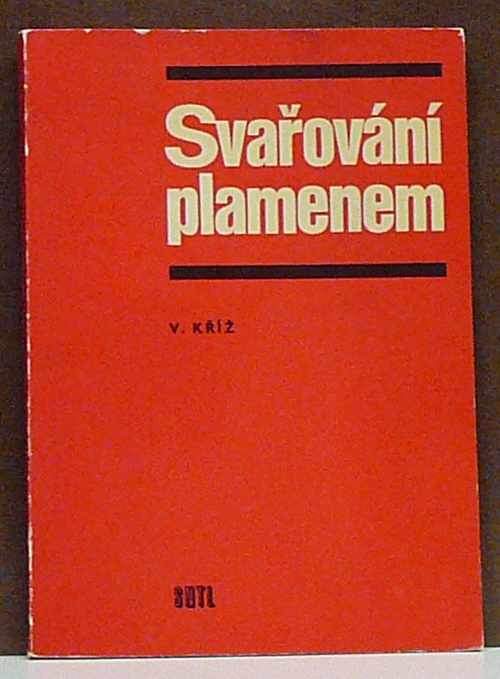 Svařování
plamenem
V. KŘÍŽ
SNTL